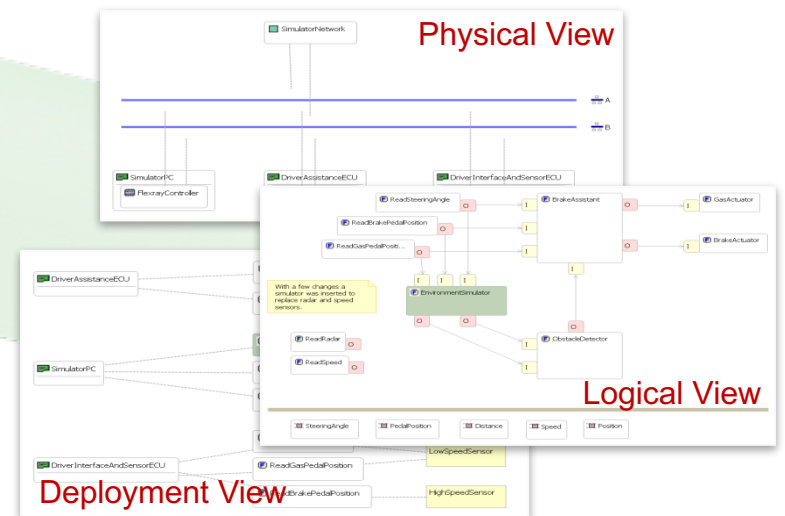 SimulatorNetwork
Physical View
A
B
SimulatorPC
DriverAssistanceECU
DriverInterfaceAndSensorECU
FlexrayController
ReadSteeringAngle
O
I
BrakeAssistant
O
I
GasActuator
ReadBrakePedalPosition
O
I
ReadGasPedalPositi...
O
I
O
I
BrakeActuator
I
I
I
I
With a few changes a
simulator was inserted to
replace radar and speed
sensors.
EnvironmentSimulator
O
O
O
ReadRadar
O
I
ObstacleDetector
ReadSpeed
O
I
Logical View
SteeringAngle
PedalPosition
Distance
Speed
Position
DriverAssistanceECU
SimulatorPC
DriverInterfaceAndSensorECU
LowSpeedSensor
ReadGasPedalPosition
ReadBrakePedalPosition
HighSpeedSensor
Deployment View